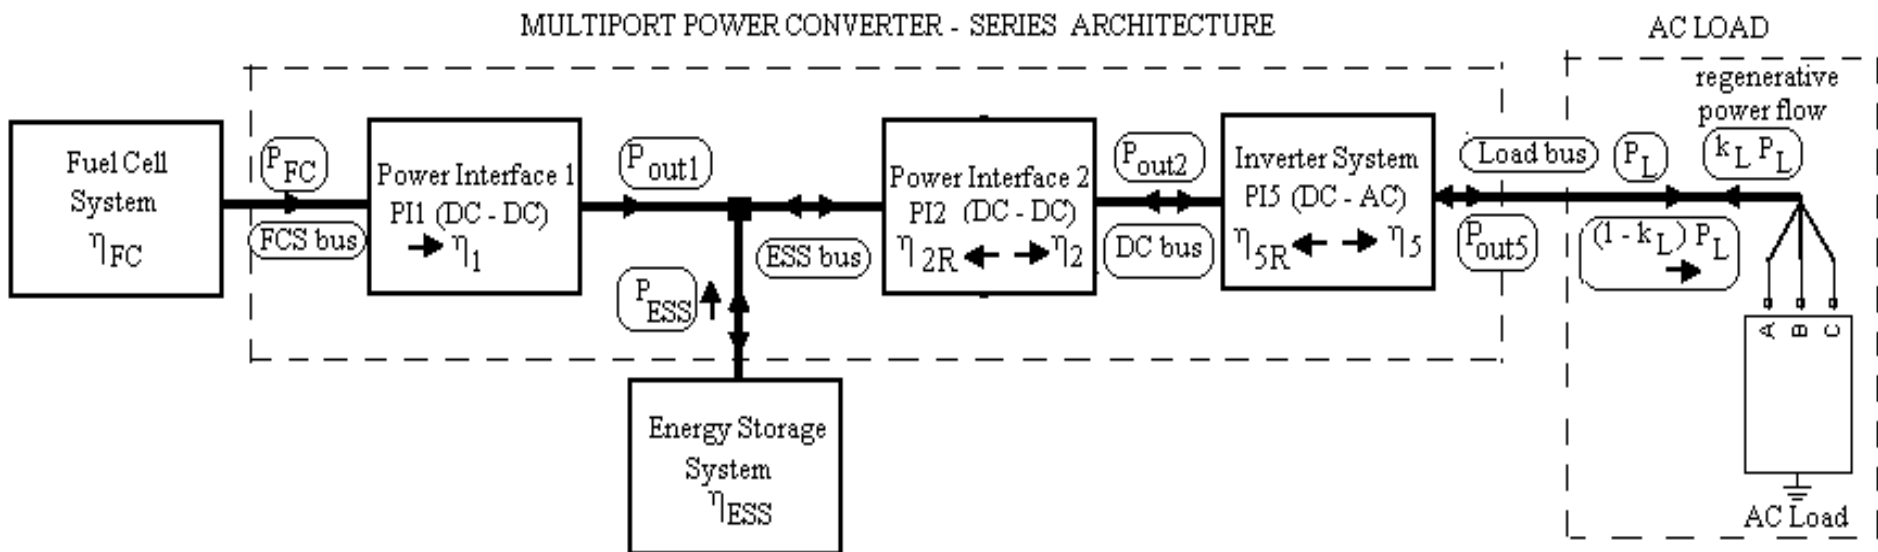 MULTIPORT POWER CONVERTER - SERIES ARCHITECTURE
AC LOAD
Fuel Cell
System
ηFC
PFC
FCS bus
Power Interface 1
PI1 (DC - DC)
η1
Pout1
PESS
ESS bus
Energy Storage
System
ηESS
Power Interface 2
PI2 (DC - DC)
η2R η2
Pout2
DC bus
Inverter System
PI5 (DC - AC)
η5R η5
Load bus
Pout5
PL
regenerative
power flow
kL PL
(1 - kL) PL
A
B
C
AC Load